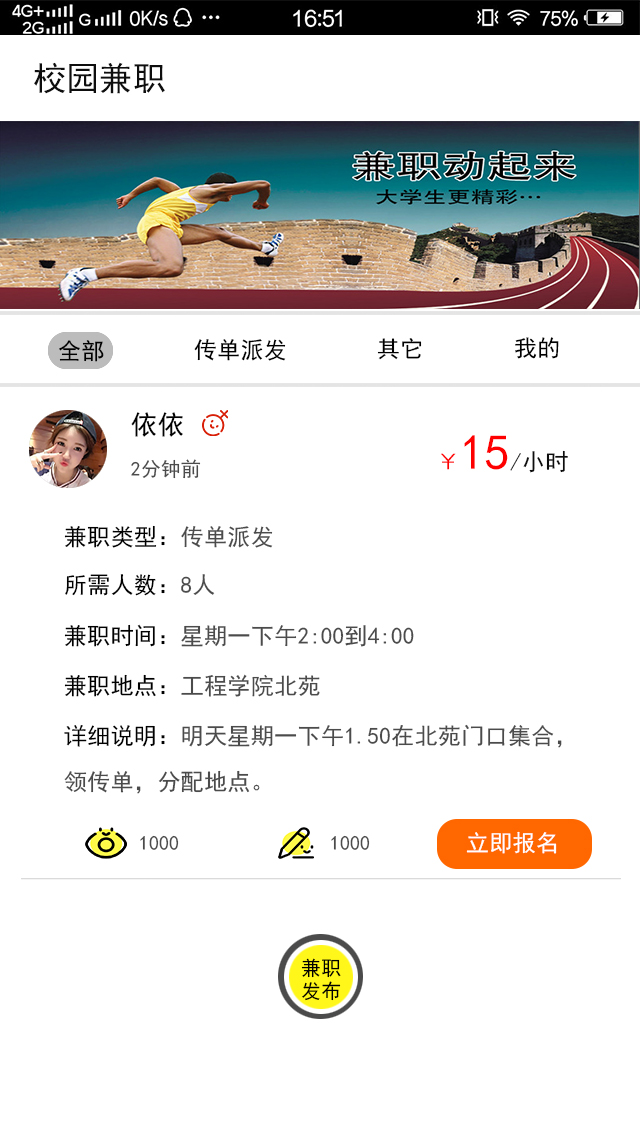 4G+ 2G G 0K/s ··· 16:51 75%
校园兼职
兼职动起来
大学生更精彩···
全部 传单派发 其它 我的
依依
2分钟前
￥15/小时
兼职类型：传单派发
所需人数：8人
兼职时间：星期一下午2:00到4:00
兼职地点：工程学院北苑
详细说明：明天星期一下午1.50在北苑门口集合，
领传单，分配地点。
1000 1000 立即报名
兼职
发布